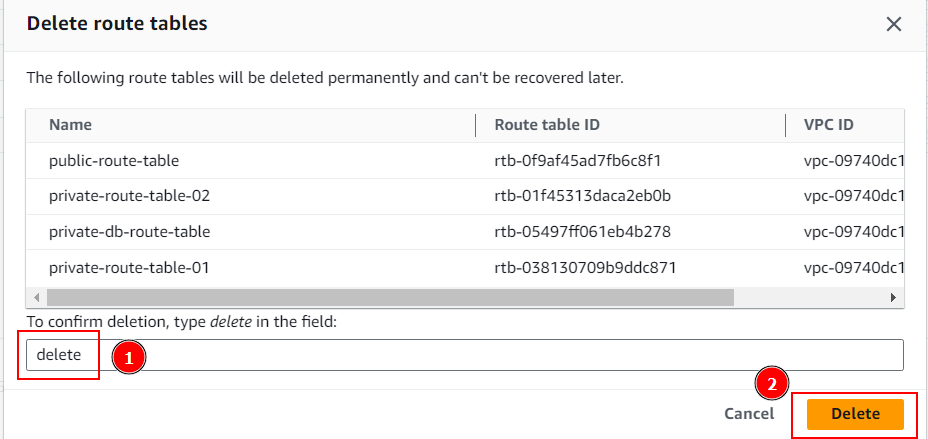 Delete route tables
The following route tables will be deleted permanently and can't be recovered later.
Name Route table ID VPC ID
public-route-table rtb-0f9af45ad7fb6c8f1 vpc-09740dc1
private-route-table-02 rtb-01f45313daca2eb0b vpc-09740dc1
private-db-route-table rtb-05497ff061eb4b278 vpc-09740dc1
private-route-table-01 rtb-038130709b9ddc871 vpc-09740dc1
To confirm deletion, type delete in the field:
delete 1
2
Cancel Delete